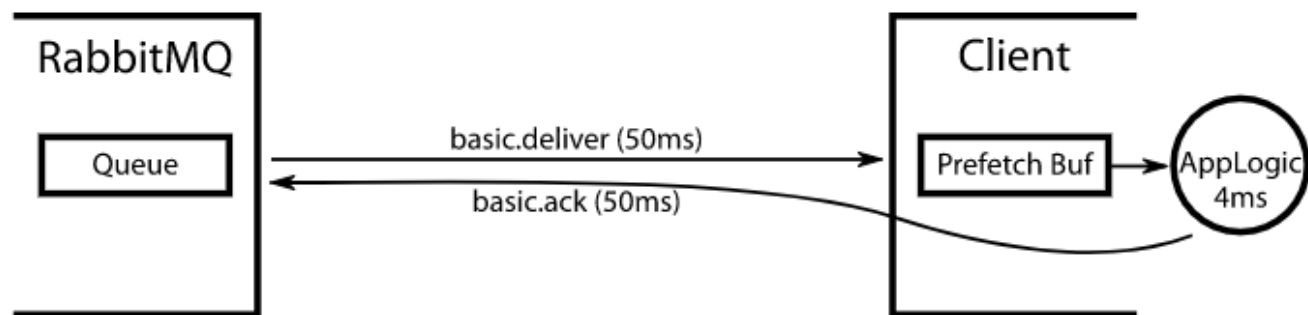 RabbitMQ
Client
basic.deliver (50ms)
Queue
Prefetch Buf
AppLogic
4ms
basic.ack (50ms)